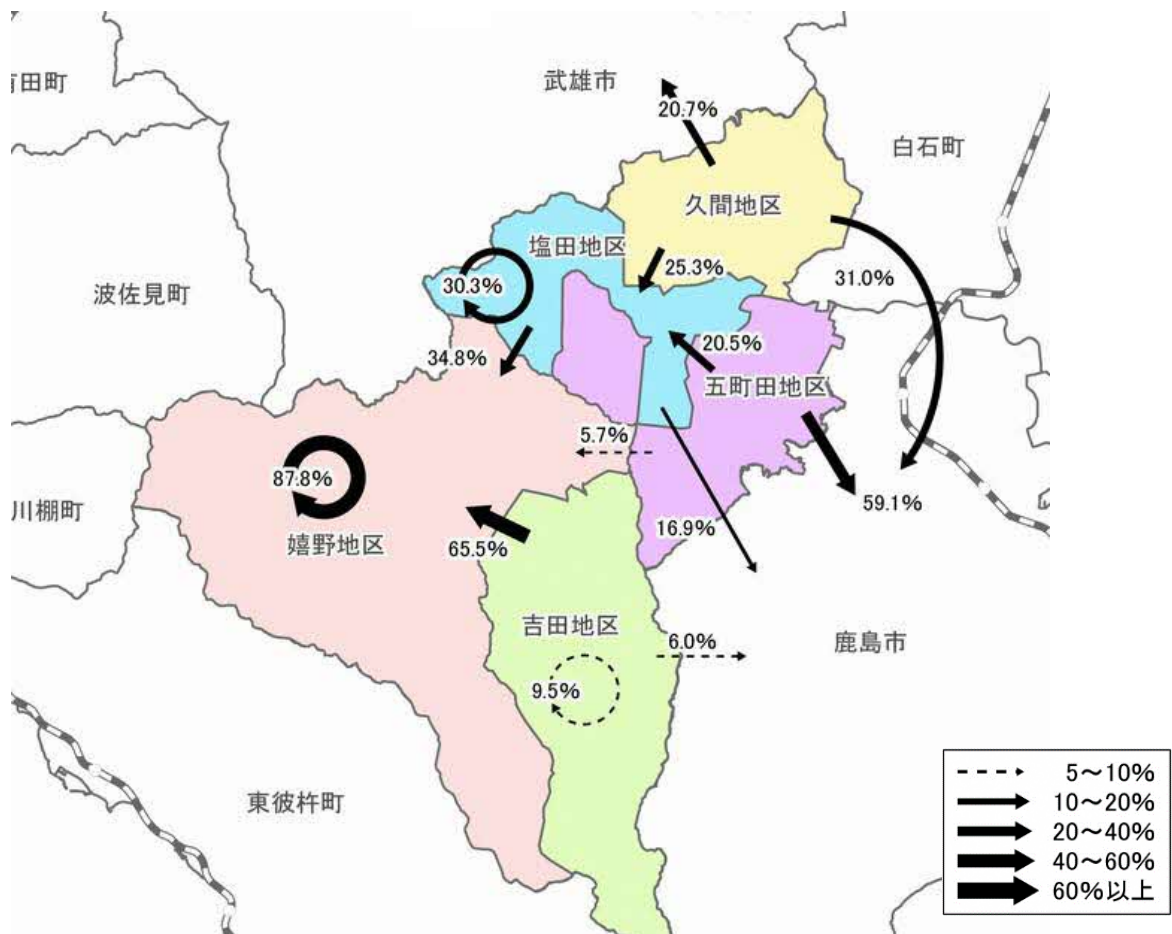 武雄市
有田町
20.7%
白石町
久間地区
塩田地区
25.3%
31.0%
30.3%
波佐見町
20.5%
34.8%
五町田地区
5.7%
87.8%
59.1%
川棚町
16.9%
嬉野地区
65.5%
吉田地区
6.0%
鹿島市
9.5%
東彼杵町
5～10%
10～20%
20～40%
40～60%
60%以上